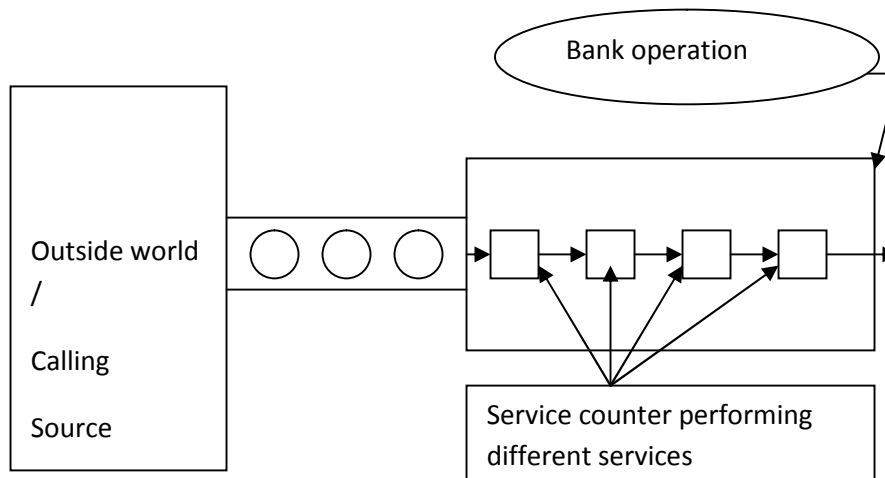 Bank operation
Outside world
/
Calling
Source
Service counter performing
different services